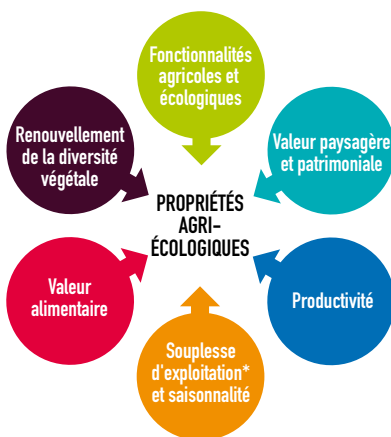 Fonctionnalités
agricoles et
écologiques
Renouvellement
de la diversité
végétale
Valeur paysagère
et patrimoniale
PROPRIÉTÉS
AGRI-
ÉCOLOGIQUES
Valeur
alimentaire
Productivité
Souplesse
d'exploitation*
et saisonnalité